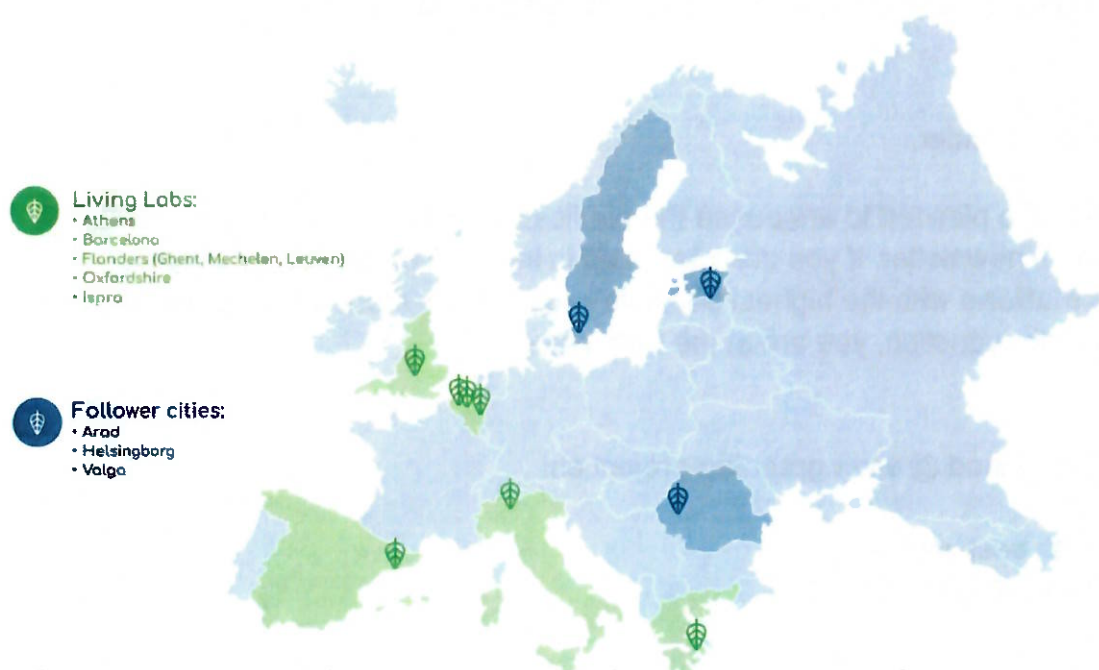 Living Labs:
• Athens
• Barcelona
• Flanders (Ghent, Mechelen, Leuven)
• Oxfordshire
• Ispra
Follower cities:
• Arad
• Helsingborg
• Valga